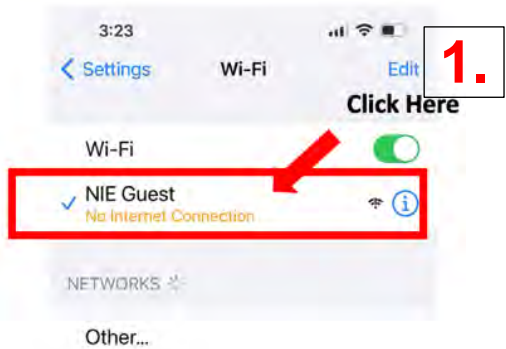 3:23
Settings Wi-Fi Edit
1.
Click Here
Wi-Fi
NIE Guest
No Internet Connection
NETWORKS
Other...